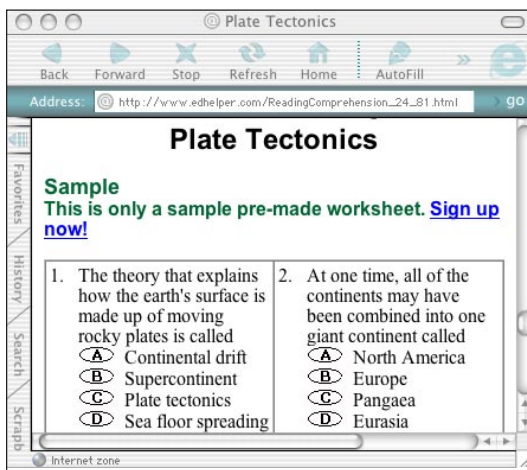 Plate Tectonics
Back Forward Stop Refresh Home AutoFill »
Address: http://www.edhelper.com/ReadingComprehension_24_81.html go
Favorites
History
Search
Scrapb
Plate Tectonics
Sample
This is only a sample pre-made worksheet. Sign up
now!
1. The theory that explains
how the earth's surface is
made up of moving
rocky plates is called
A Continental drift
B Supercontinent
C Plate tectonics
D Sea floor spreading
2. At one time, all of the
continents may have
been combined into one
giant continent called
A North America
B Europe
C Pangaea
D Eurasia
Internet zone